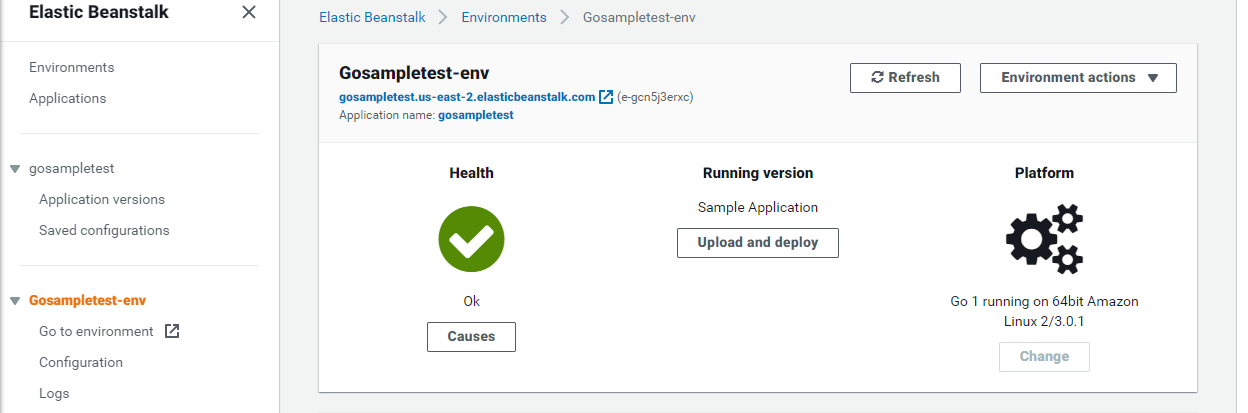 Elastic Beanstalk
Environments
Applications
gosampletest
Application versions
Saved configurations
Gosampletest-env
Go to environment
Configuration
Logs
Elastic Beanstalk Environments Gosampletest-env
Gosampletest-env
Refresh
Environment actions
gosampletest.us-east-2.elasticbeanstalk.com (e-gcn5j3erxc)
Application name: gosampletest
Health
Ok
Causes
Running version
Sample Application
Upload and deploy
Platform
Go 1 running on 64bit Amazon
Linux 2/3.0.1
Change